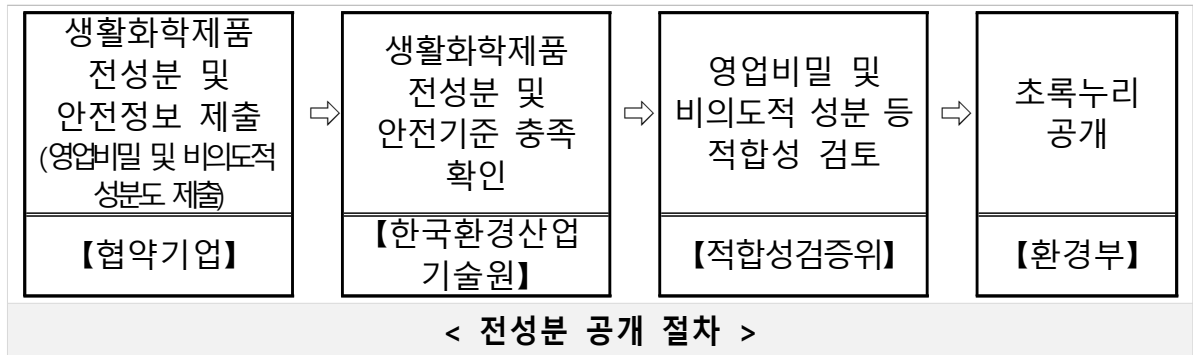 생활화학제품
전성분 및
안전정보 제출
(영업비밀 및 비의도적
성분도 제출)
【협약기업】
⇨
생활화학제품
전성분 및
안전기준 충족
확인
【한국환경산업
기술원】
⇨
영업비밀 및
비의도적 성분 등
적합성 검토
【적합성검증위】
⇨
초록누리
공개
【환경부】
< 전성분 공개 절차 >